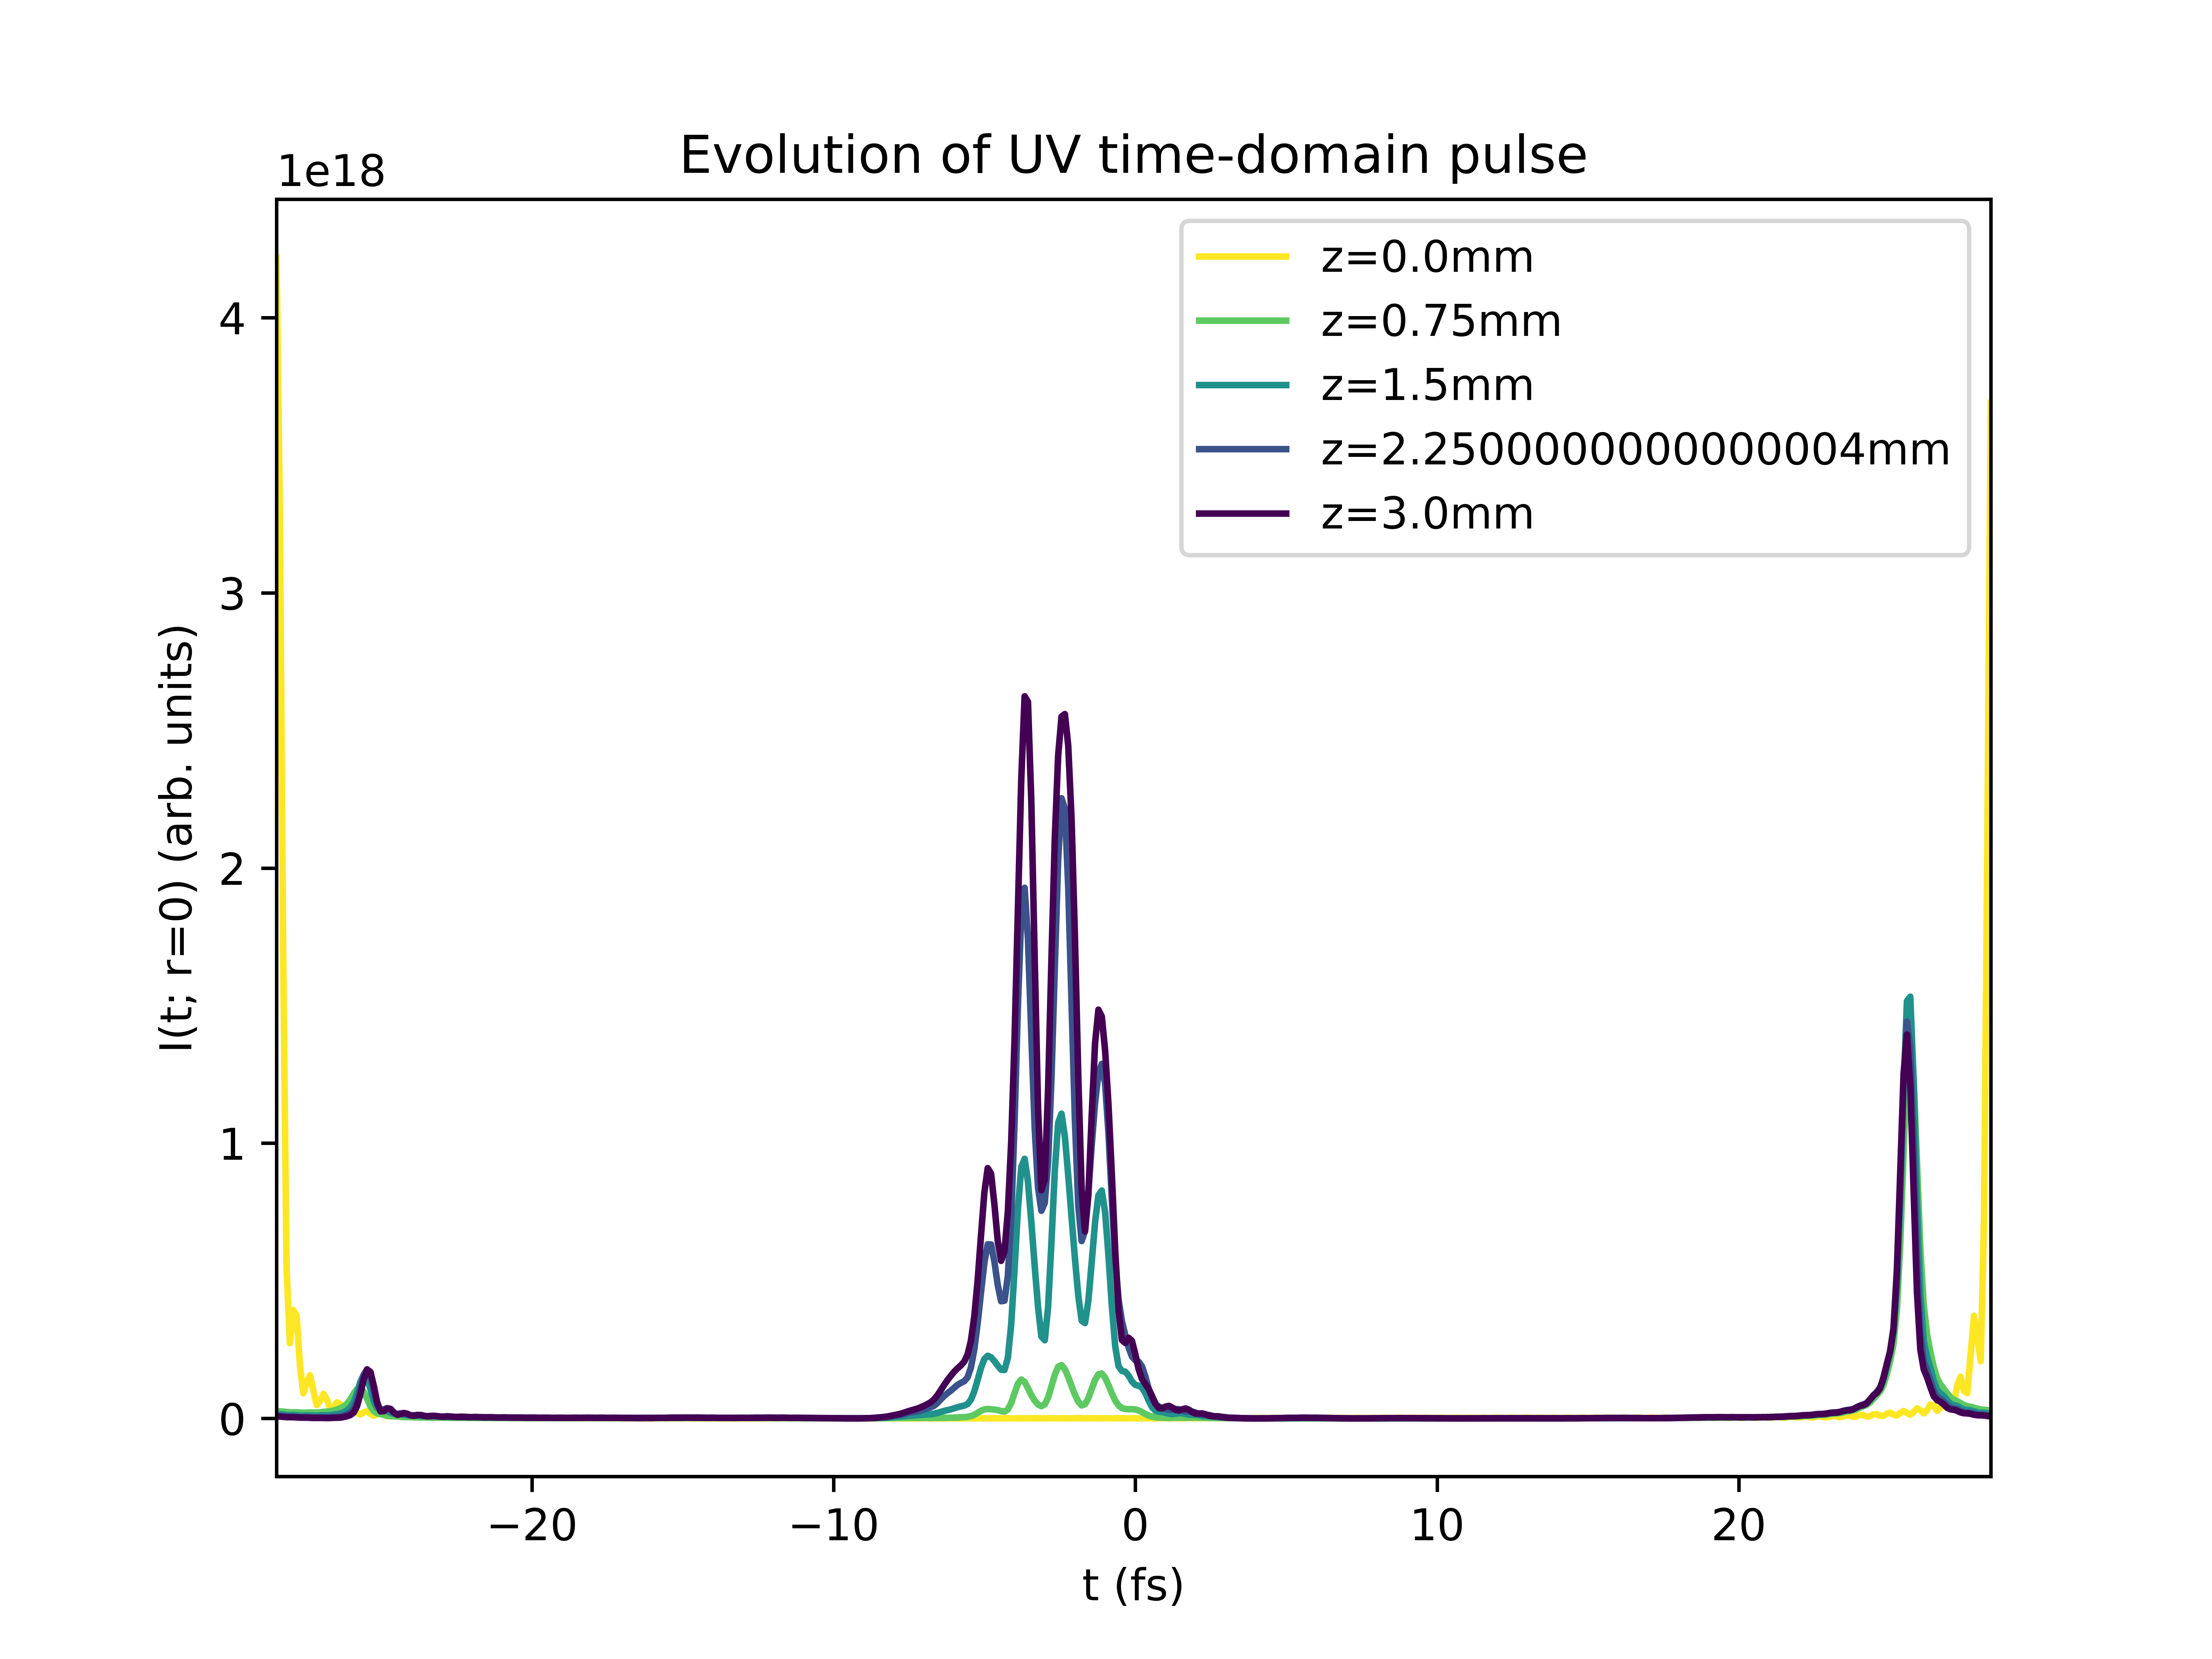 Evolution of UV time-domain pulse
1e18
z=0.0mm
z=0.75mm
z=1.5mm
z=2.2500000000000004mm
z=3.0mm
4
3
2
1
0
I(t; r=0) (arb. units)
−20
−10
0
10
20
t (fs)